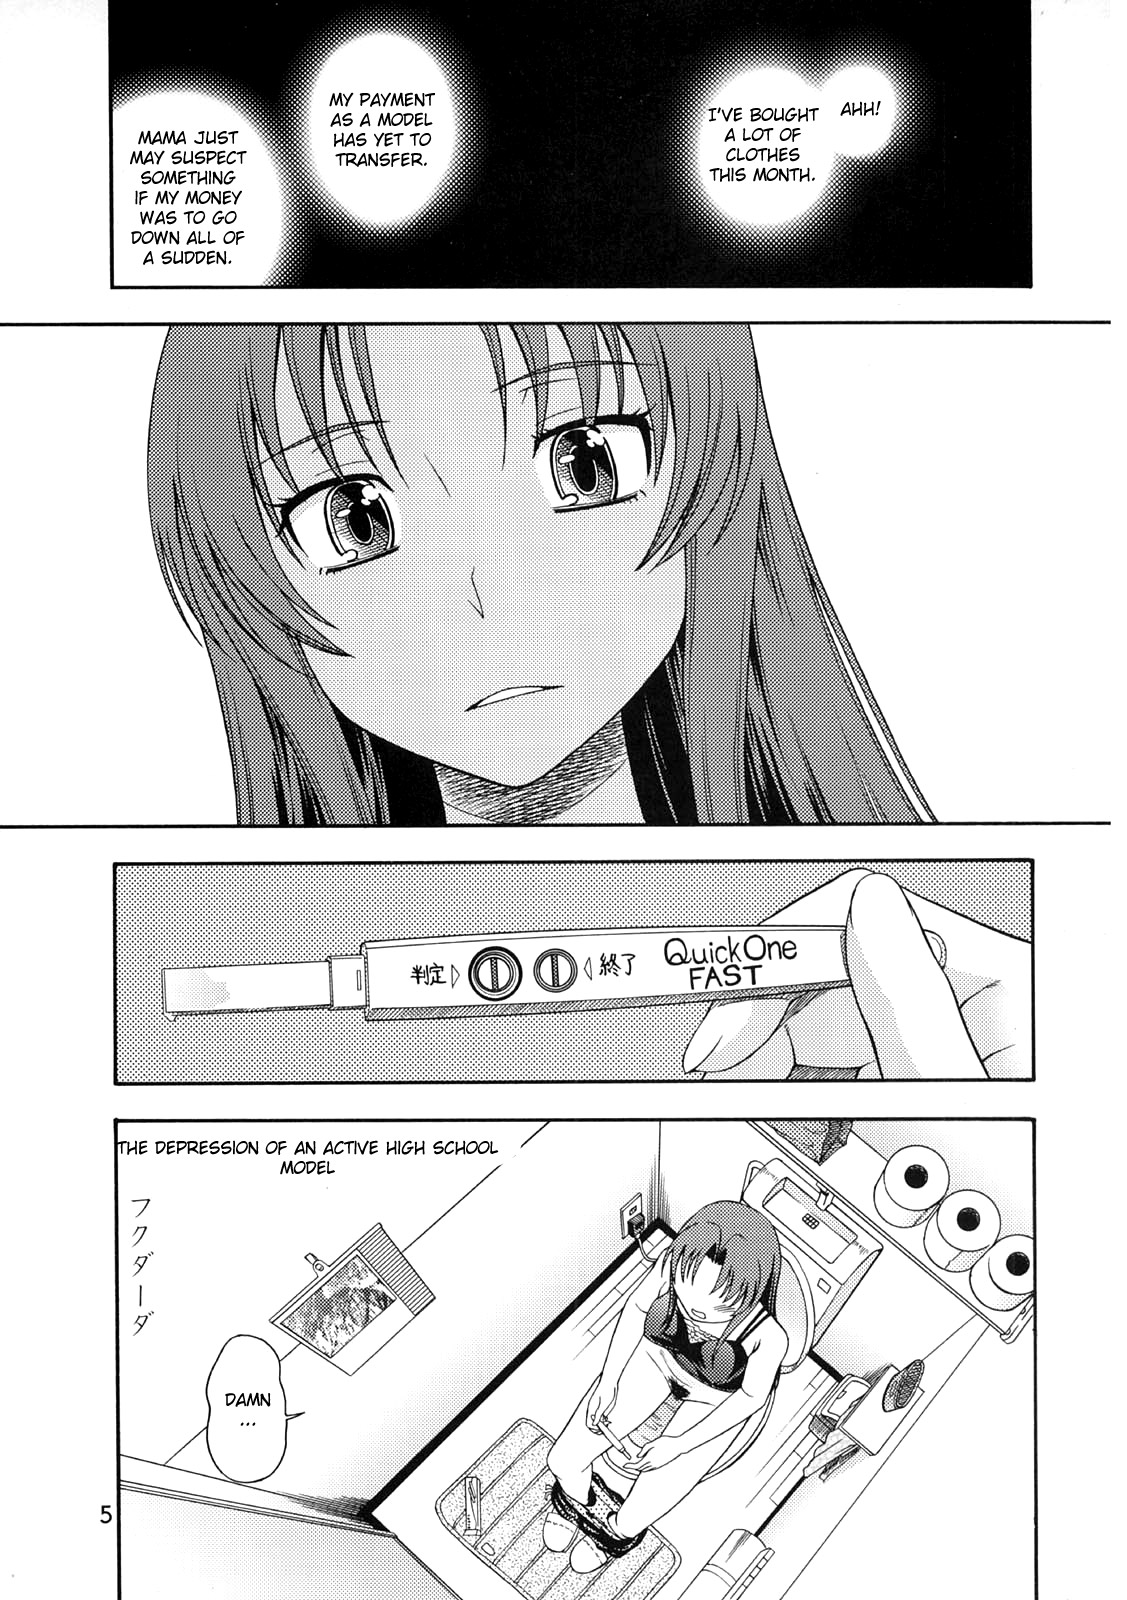 AHH!
I'VE BOUGHT
A LOT OF
CLOTHES
THIS MONTH.
MY PAYMENT
AS A MODEL
HAS YET TO
TRANSFER.
MAMA JUST
MAY SUSPECT
SOMETHING
IF MY MONEY
WAS TO GO
DOWN ALL OF
A SUDDEN.
判定▷
◁終了
QuickOne
FAST
THE DEPRESSION OF AN ACTIVE HIGH SCHOOL
MODEL
フクダーダ
DAMN
...
5